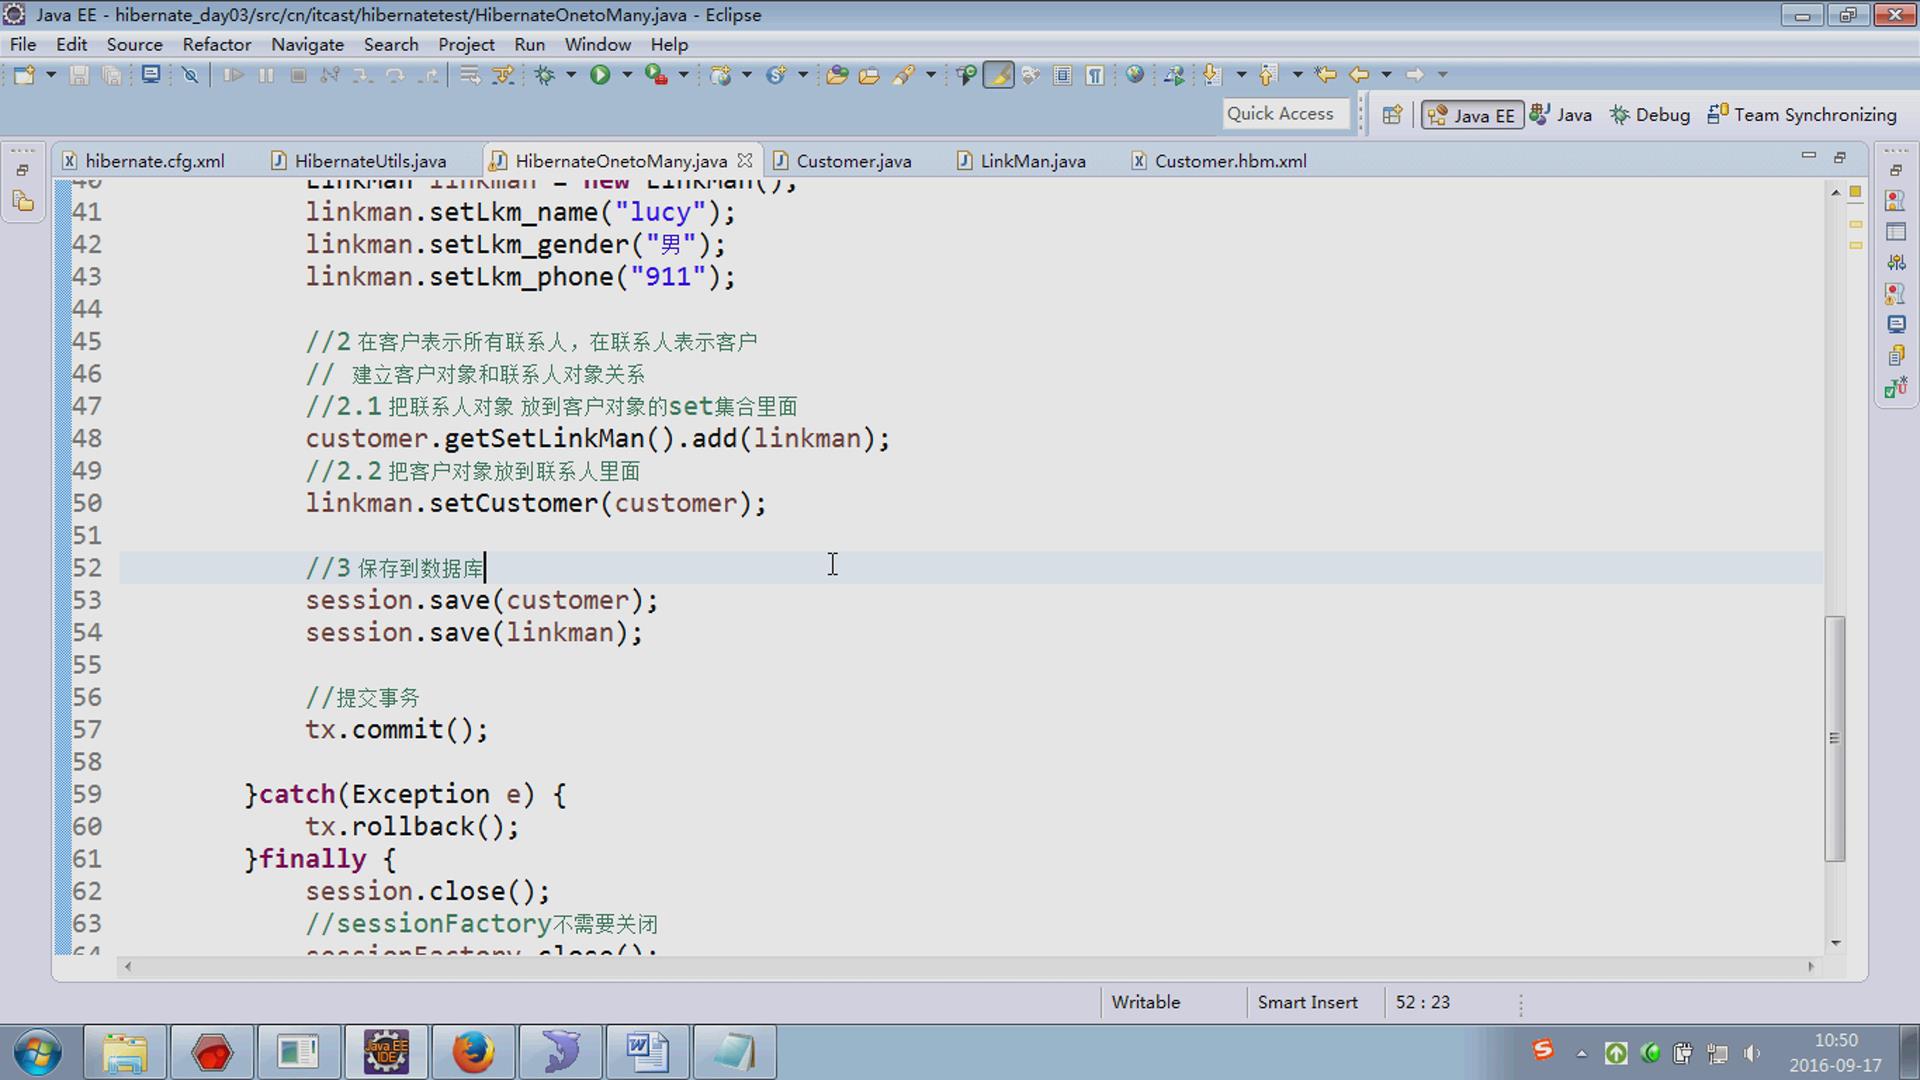 Java EE - hibernate_day03/src/cn/itcast/hibernatetest/HibernateOnetoMany.java - Eclipse
File Edit Source Refactor Navigate Search Project Run Window Help
Quick Access
Java EE
Java
Debug
Team Synchronizing
hibernate.cfg.xml
HibernateUtils.java
HibernateOnetoMany.java
Customer.java
LinkMan.java
Customer.hbm.xml
40 LinkMan linkman = new LinkMan();
41 linkman.setLkm_name("lucy");
42 linkman.setLkm_gender("男");
43 linkman.setLkm_phone("911");
44
45 //2 在客户表示所有联系人，在联系人表示客户
46 // 建立客户对象和联系人对象关系
47 //2.1 把联系人对象 放到客户对象的set集合里面
48 customer.getSetLinkMan().add(linkman);
49 //2.2 把客户对象放到联系人里面
50 linkman.setCustomer(customer);
51
52 //3 保存到数据库
53 session.save(customer);
54 session.save(linkman);
55
56 //提交事务
57 tx.commit();
58
59 }catch(Exception e) {
60 tx.rollback();
61 }finally {
62 session.close();
63 //sessionFactory不需要关闭
64 sessionFactory.close();
Writable
Smart Insert
52 : 23
Java EE
IDE
10:50
2016-09-17